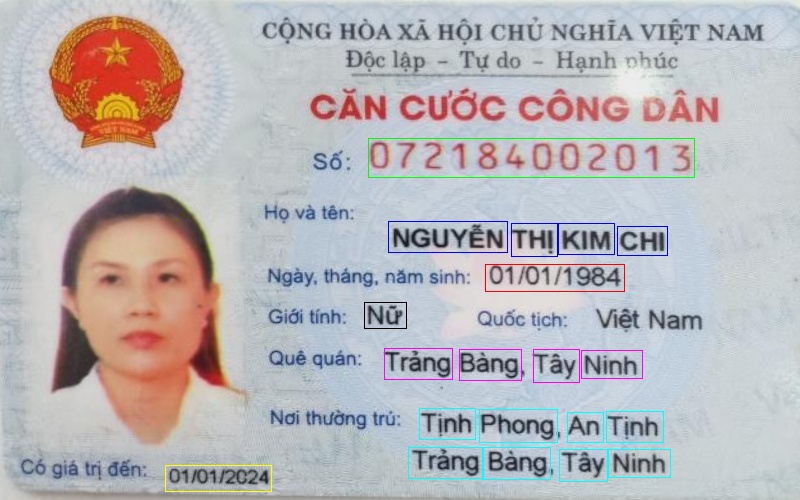 CỘNG HÒA XÃ HỘI CHỦ NGHĨA VIỆT NAM
Độc lập - Tự do - Hạnh phúc
CĂN CƯỚC CÔNG DÂN
Số: 072184002013
Họ và tên:
NGUYỄN THỊ KIM CHI
Ngày, tháng, năm sinh: 01/01/1984
Giới tính: Nữ Quốc tịch: Việt Nam
Quê quán: Trảng Bàng, Tây Ninh
Nơi thường trú: Tịnh Phong, An Tịnh
Trảng Bàng, Tây Ninh
Có giá trị đến: 01/01/2024